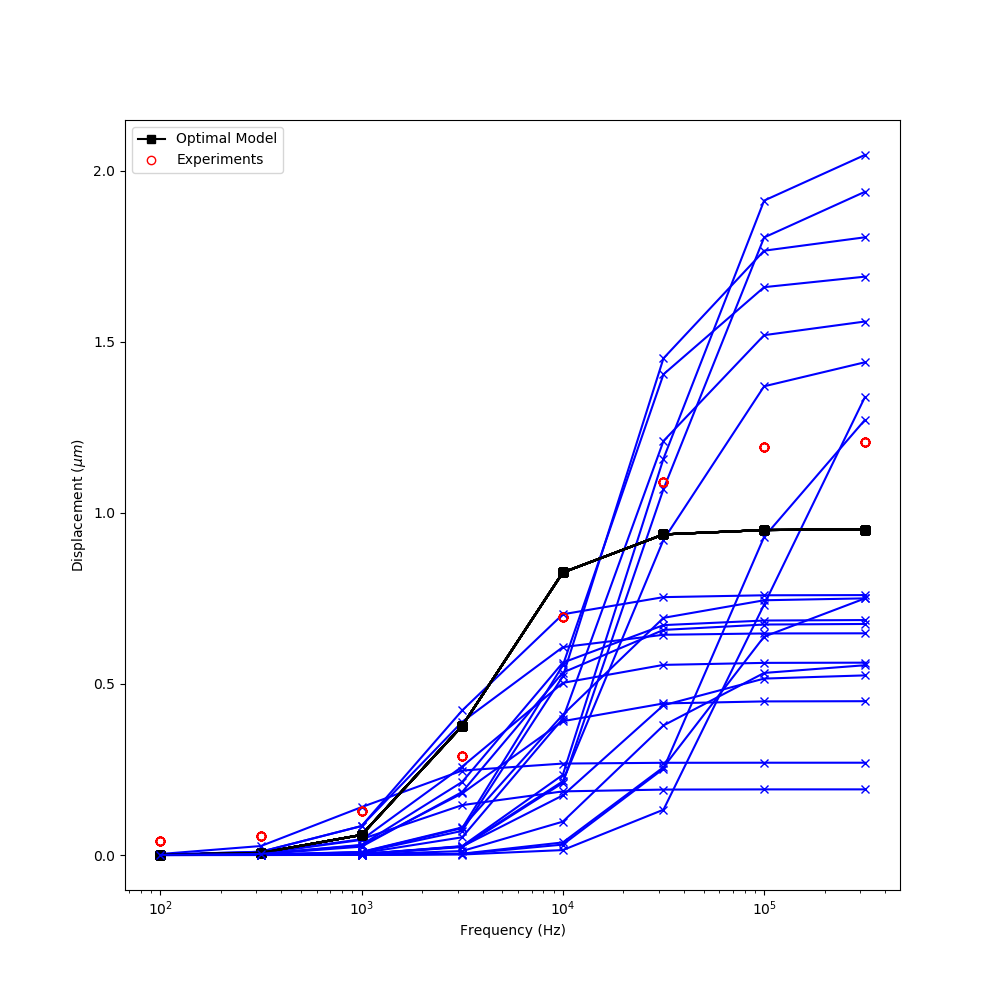 Optimal Model
Experiments
2.0
1.5
1.0
0.5
0.0
Displacement (μm)
10²
10³
10⁴
10⁵
Frequency (Hz)